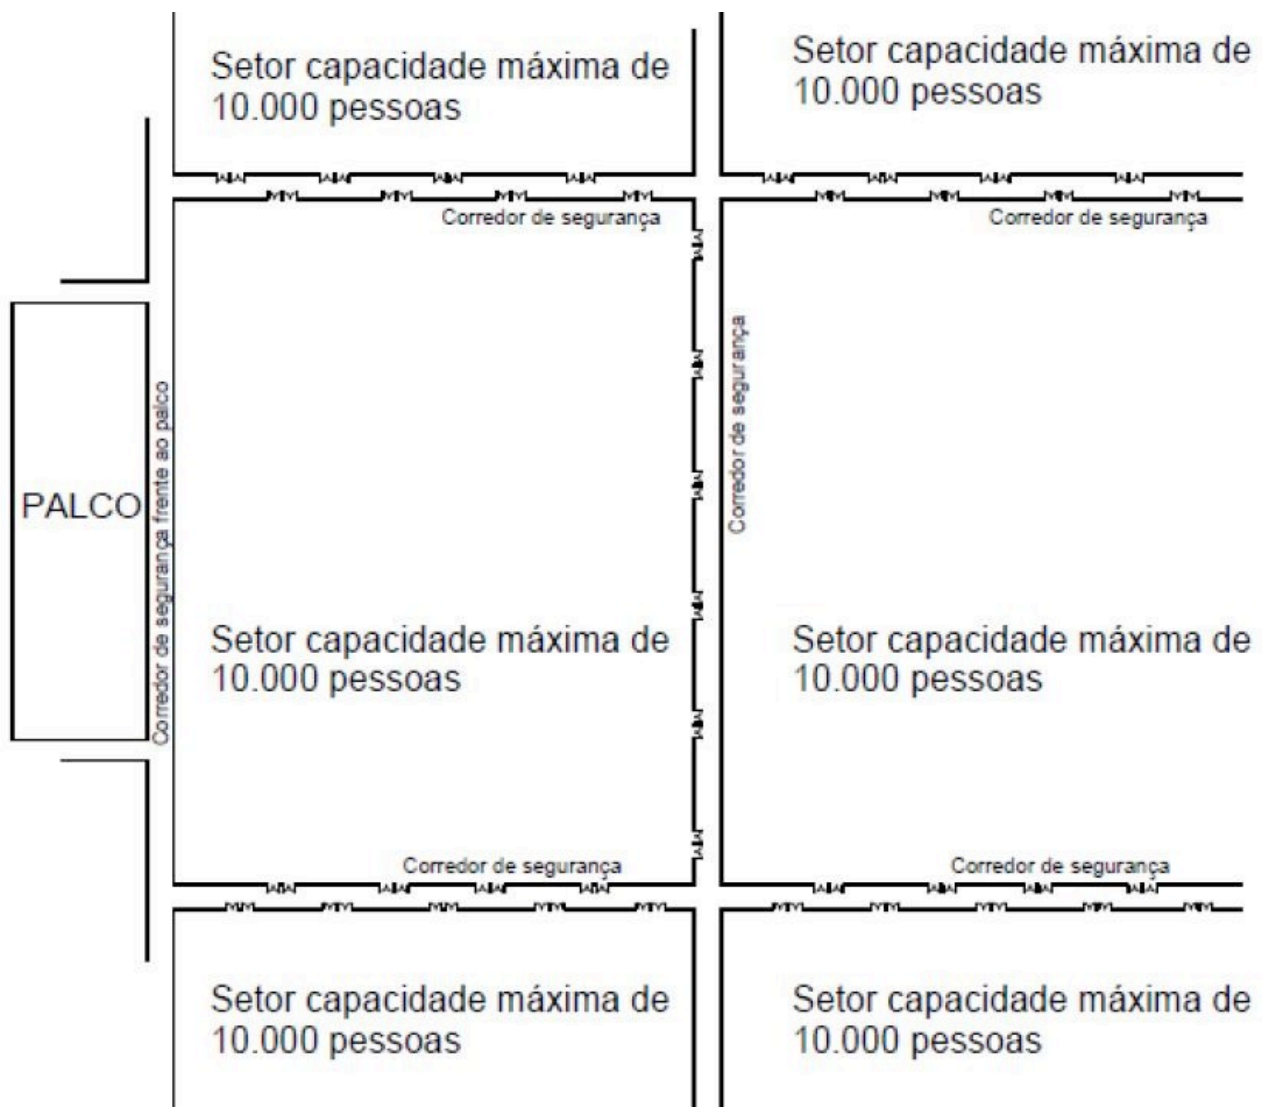 Setor capacidade máxima de
10.000 pessoas
Setor capacidade máxima de
10.000 pessoas
Corredor de segurança
Corredor de segurança
PALCO
Corredor de segurança frente ao palco
Corredor de segurança
Setor capacidade máxima de
10.000 pessoas
Setor capacidade máxima de
10.000 pessoas
Corredor de segurança
Corredor de segurança
Setor capacidade máxima de
10.000 pessoas
Setor capacidade máxima de
10.000 pessoas